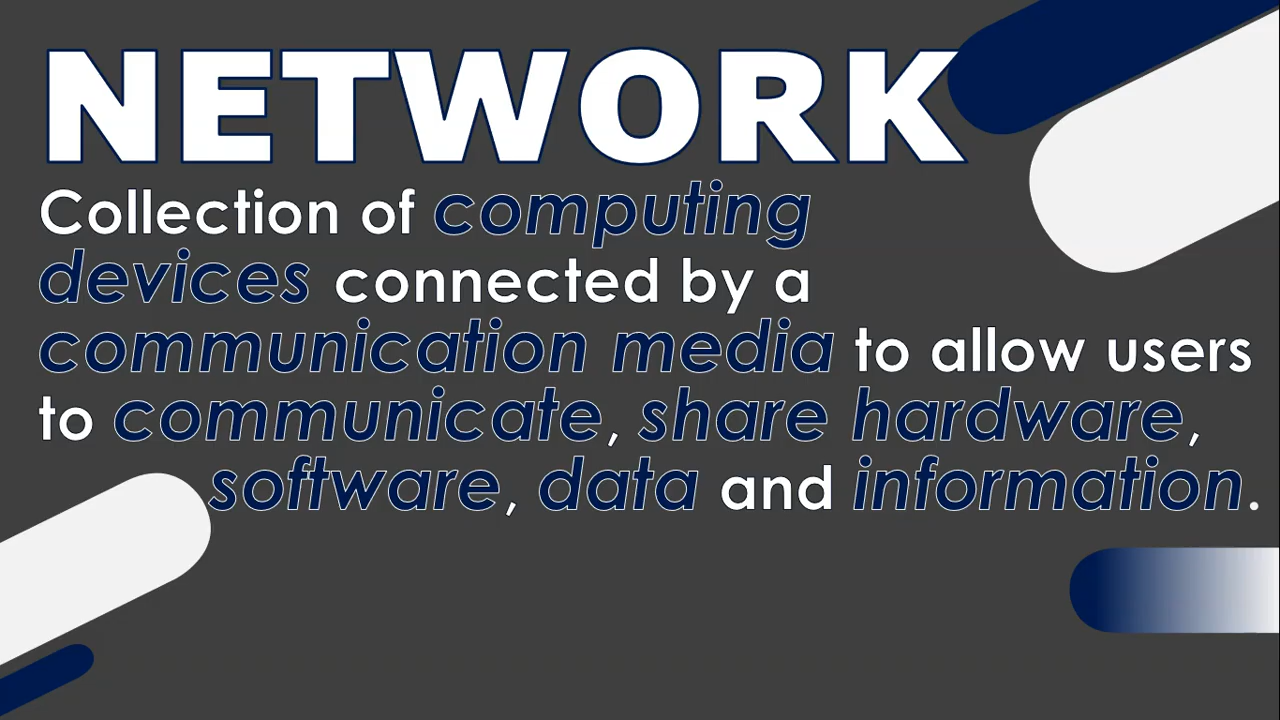 NETWORK
Collection of computing
devices connected by a
communication media to allow users
to communicate, share hardware,
software, data and information.